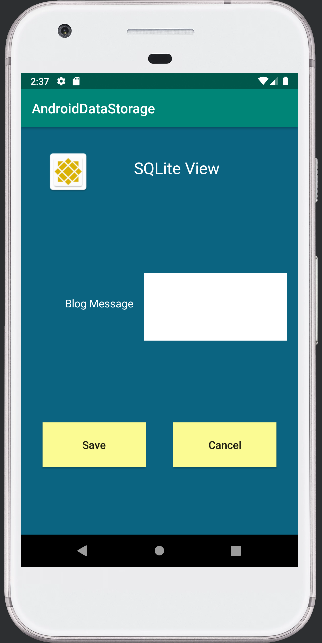 2:37
AndroidDataStorage
SQLite View
Blog Message
Save
Cancel